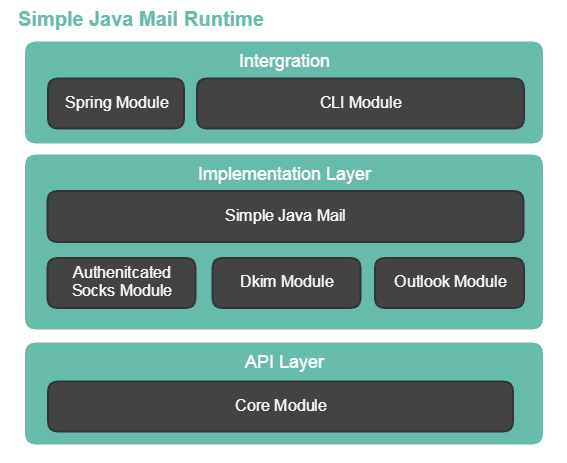 Simple Java Mail Runtime
Intergration
Spring Module
CLI Module
Implementation Layer
Simple Java Mail
Authenitcated
Socks Module
Dkim Module
Outlook Module
API Layer
Core Module